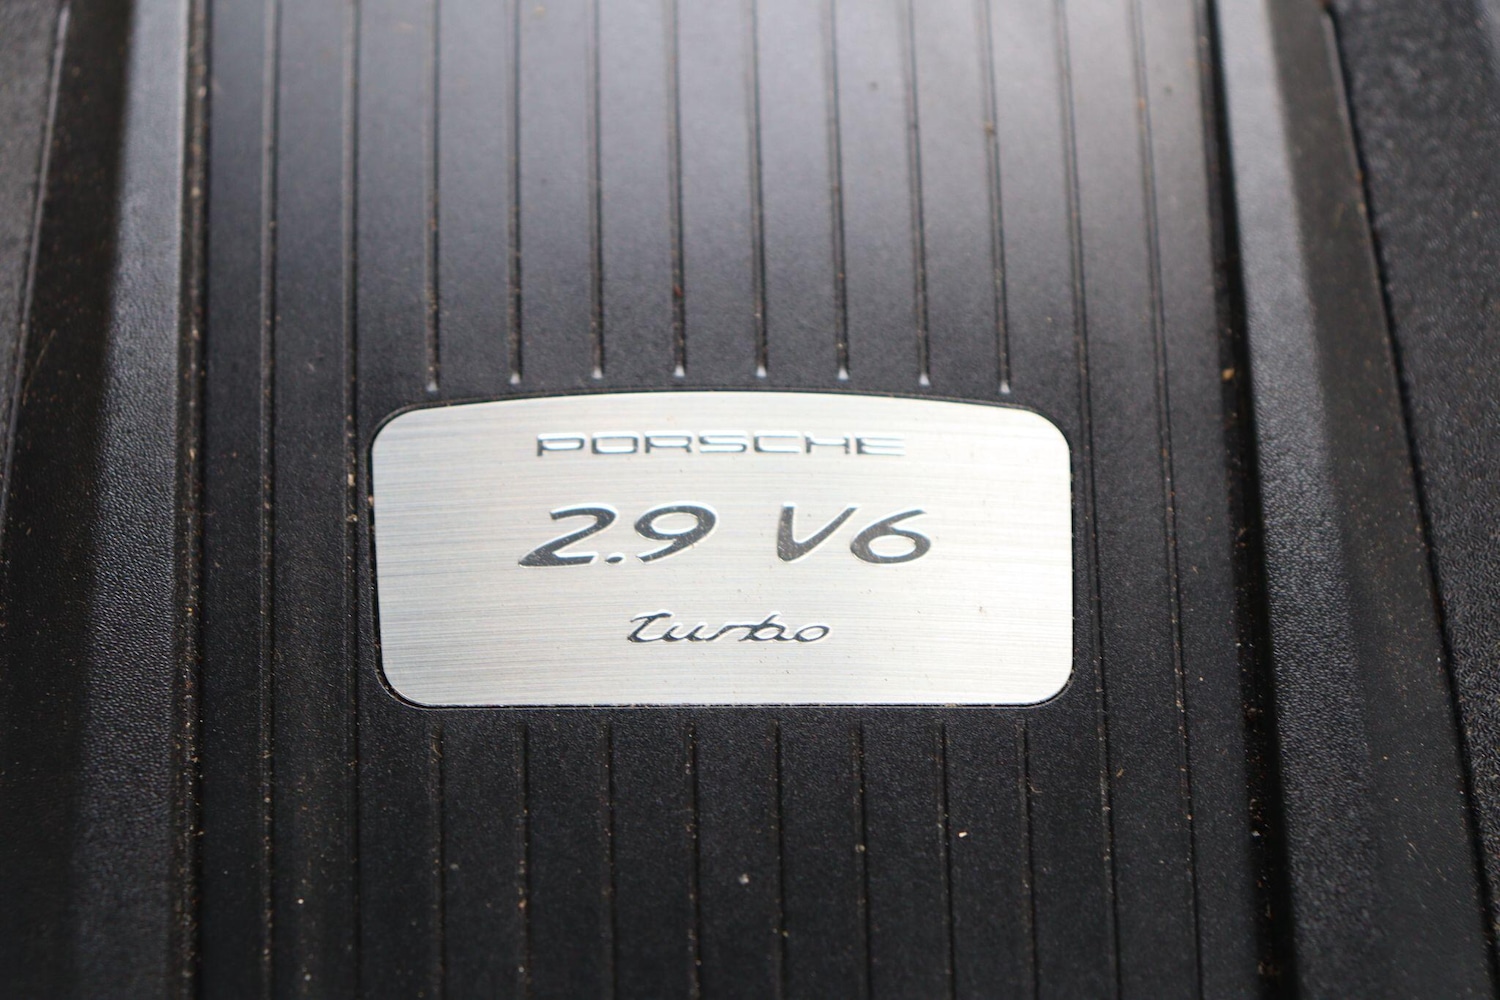 PORSCHE
2.9 V6
turbo